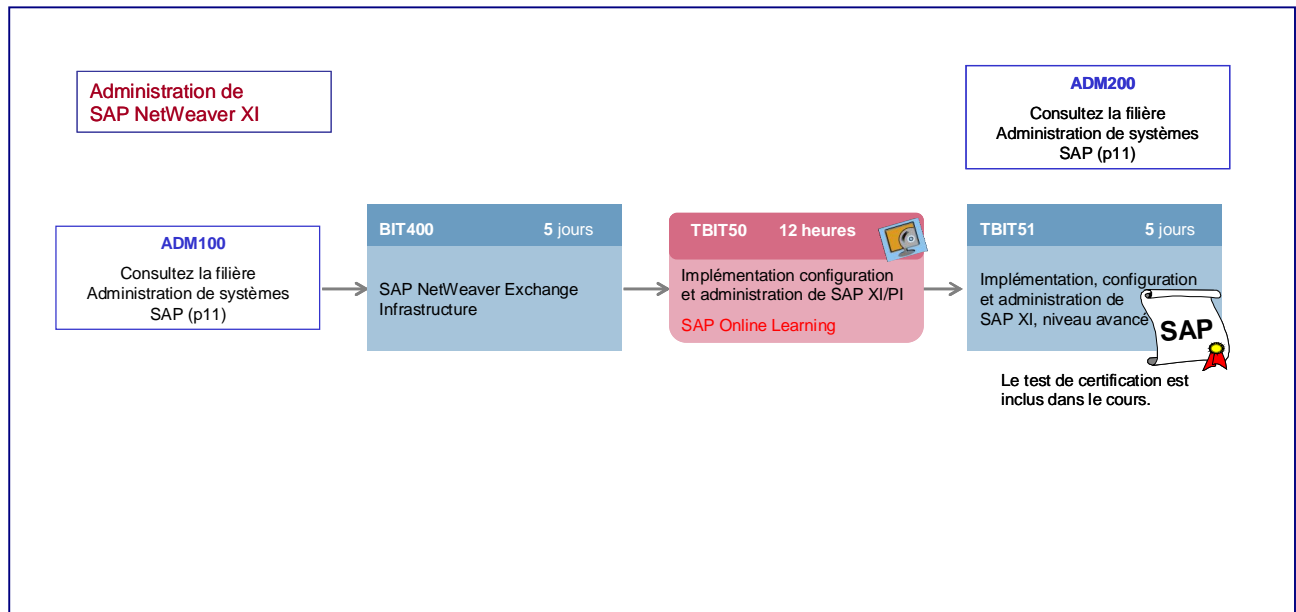 Administration de
SAP NetWeaver XI
ADM200
Consultez la filière
Administration de systèmes
SAP (p11)
ADM100
Consultez la filière
Administration de systèmes
SAP (p11)
BIT400 5 jours
SAP NetWeaver Exchange
Infrastructure
TBIT50 12 heures
Implémentation configuration
et administration de SAP XI/PI
SAP Online Learning
TBIT51 5 jours
Implémentation, configuration
et administration de
SAP XI, niveau avancé
SAP
Le test de certification est
inclus dans le cours.